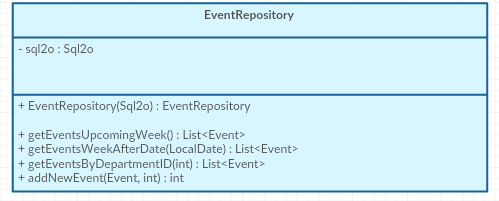 EventRepository
- sql2o : Sql2o
+ EventRepository(Sql2o) : EventRepository
+ getEventsUpcomingWeek() : List<Event>
+ getEventsWeekAfterDate(LocalDate) : List<Event>
+ getEventsByDepartmentID(int) : List<Event>
+ addNewEvent(Event, int) : int